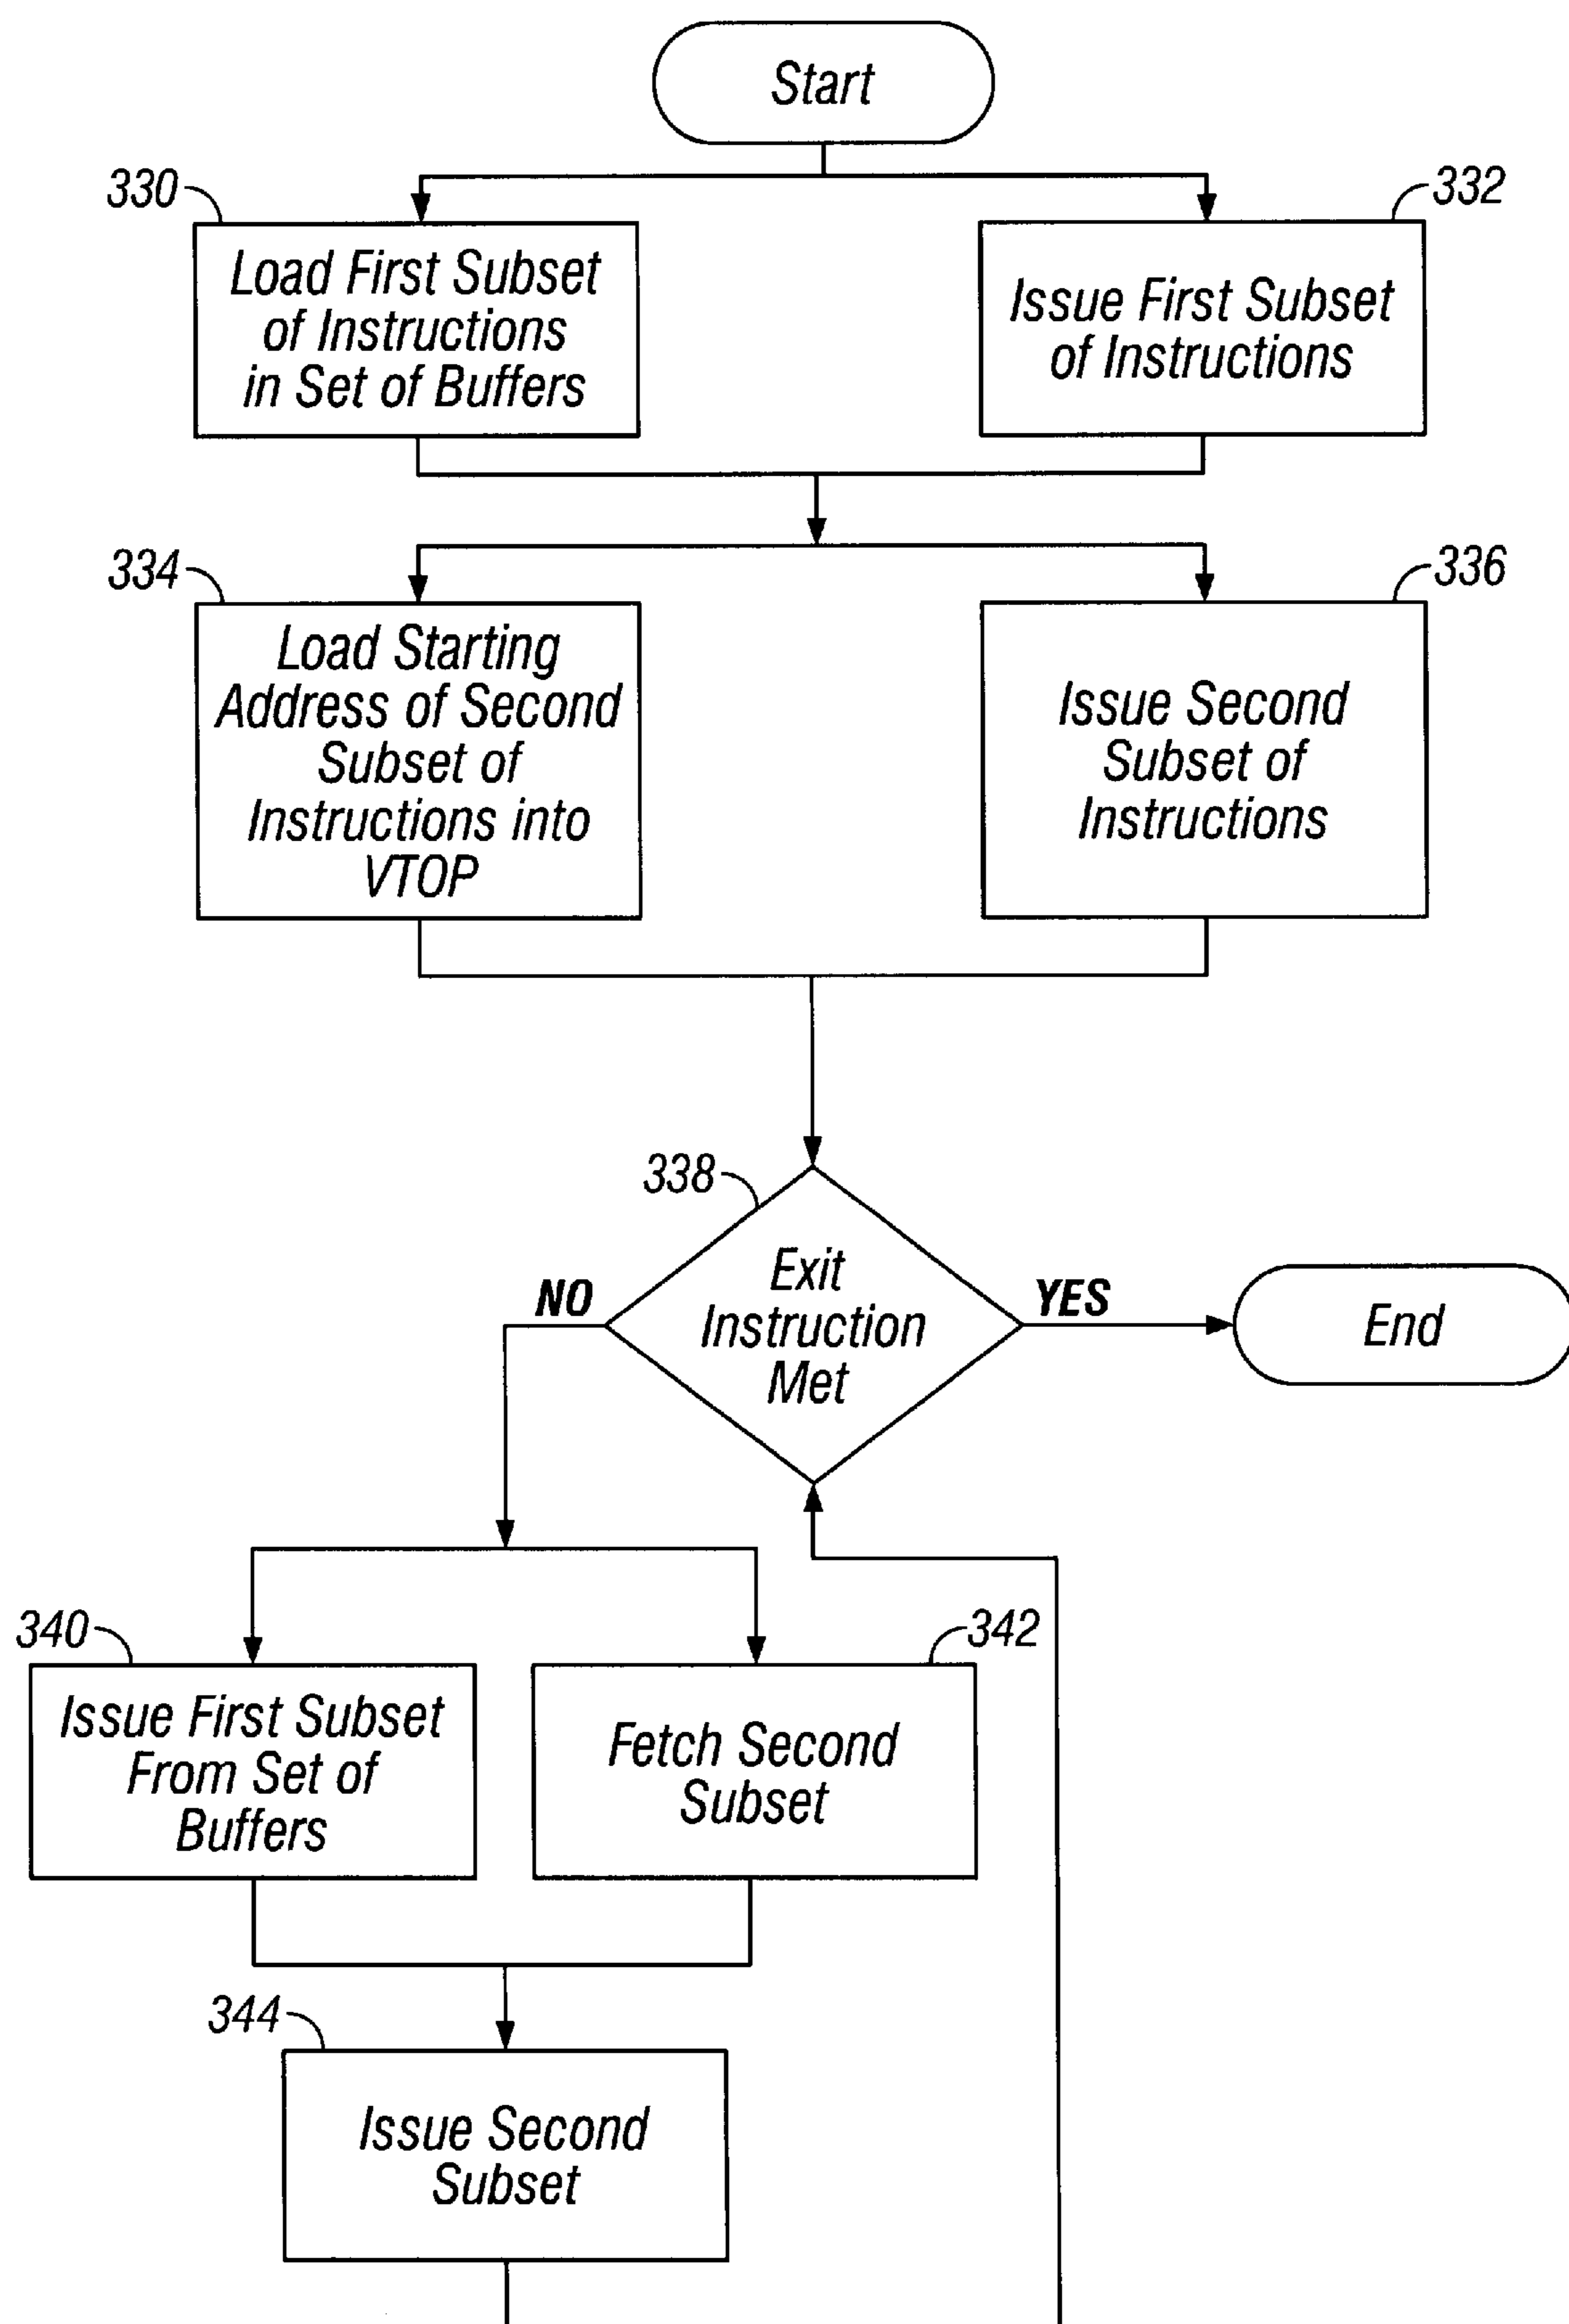 Start
330
332
Load First Subset
of Instructions
in Set of Buffers
Issue First Subset
of Instructions
334
336
Load Starting
Address of Second
Subset of
Instructions into
VTOP
Issue Second
Subset of
Instructions
338
Exit
Instruction
Met
NO
YES
End
340
342
Issue First Subset
From Set of
Buffers
Fetch Second
Subset
344
Issue Second
Subset